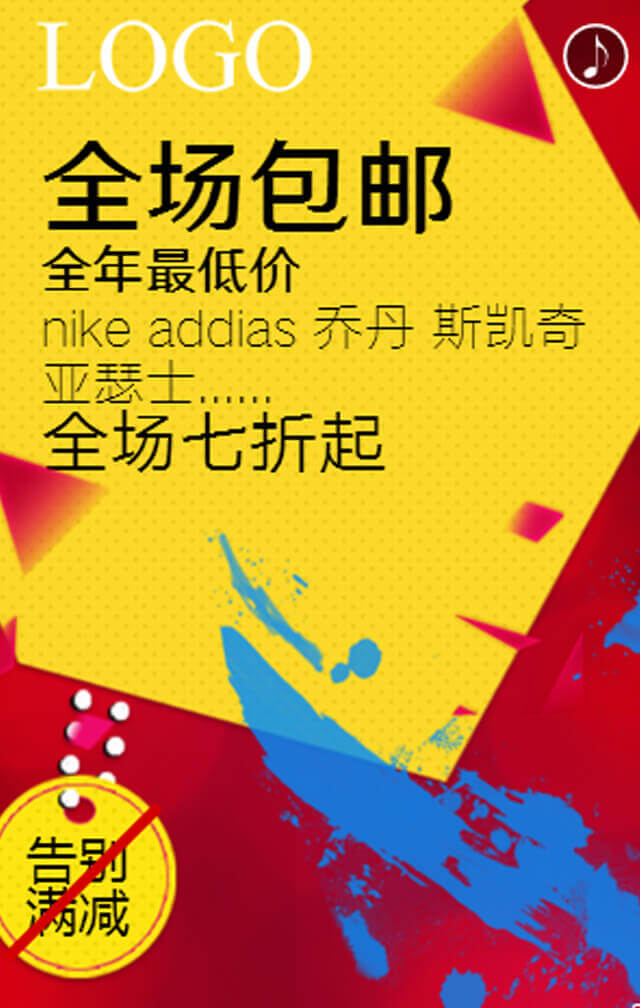 LOGO
全场包邮
全年最低价
nike addias 乔丹 斯凯奇
亚瑟士......
全场七折起
告别
满减